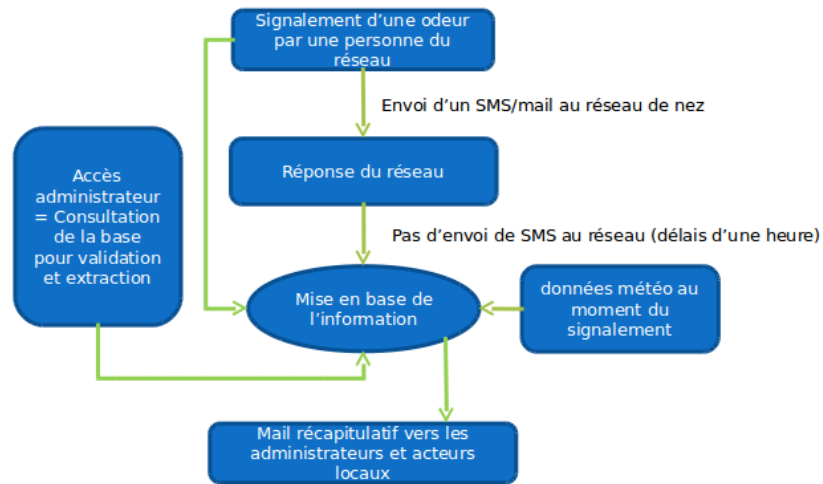 Signalement d’une odeur
par une personne du
réseau
Envoi d’un SMS/mail au réseau de nez
Réponse du réseau
Accès
administrateur
= Consultation
de la base
pour validation
et extraction
Pas d’envoi de SMS au réseau (délais d’une heure)
Mise en base de
l’information
données météo au
moment du
signalement
Mail récapitulatif vers les
administrateurs et acteurs
locaux